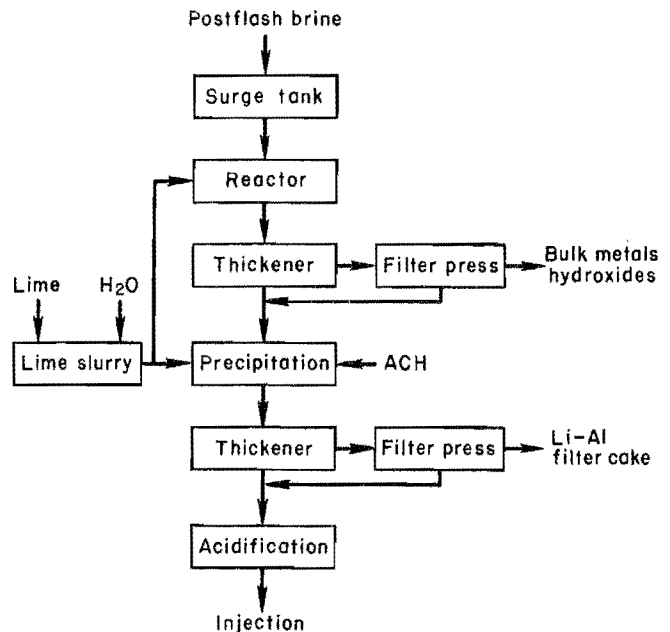 Postflash brine
Surge tank
Reactor
Thickener
Filter press
Bulk metals
hydroxides
Lime
H2O
Lime slurry
Precipitation
ACH
Thickener
Filter press
Li-Al
filter cake
Acidification
Injection